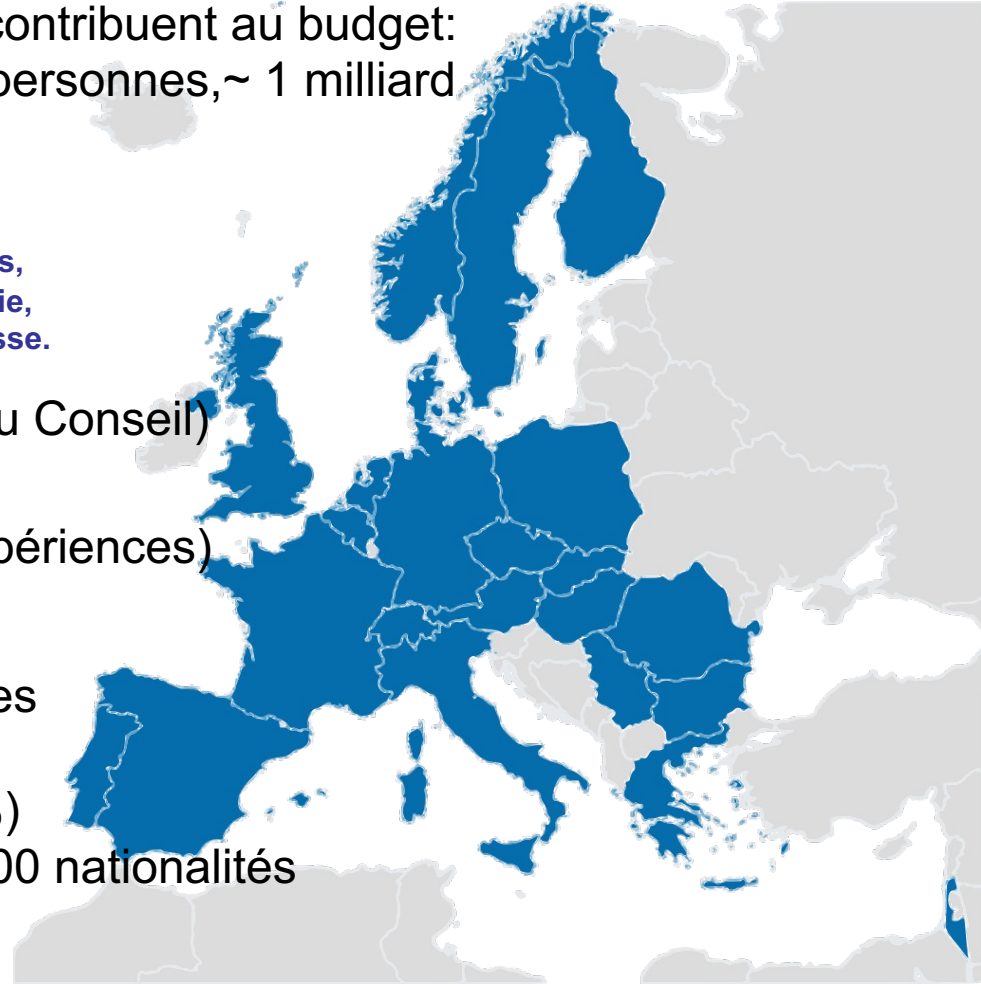 contribuent au budget:
personnes,~ 1 milliard
s,
ie,
sse.
u Conseil)
périences)
es
)
00 nationalités